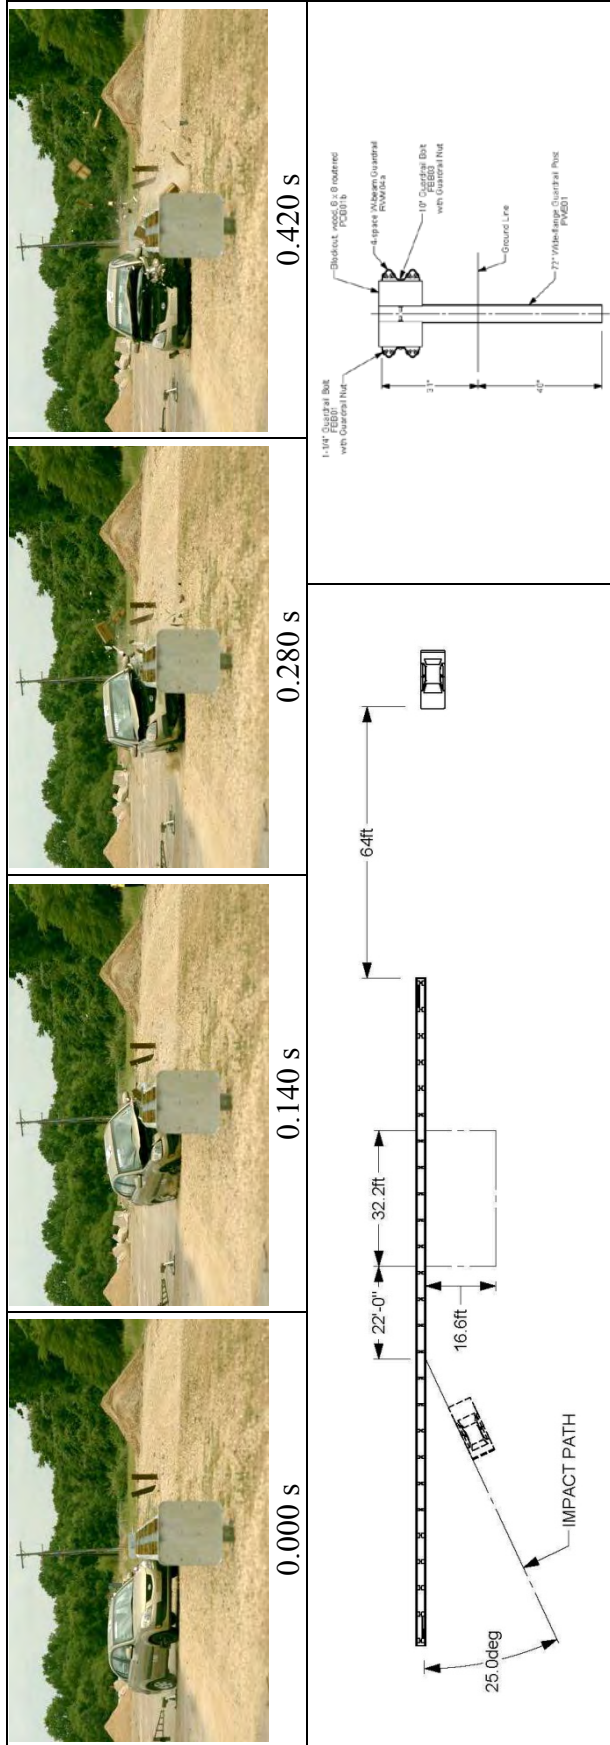 0.000 s
0.140 s
0.280 s
0.420 s
64ft
32.2ft
22'-0"
16.6ft
IMPACT PATH
25.0deg
1-1/4" Guardrail Bolt
FBB01
with Guardrail Nut
Blockout, wood, 6 x 8 routered
PDB01b
4-space W-beam Guardrail
RWM04a
10" Guardrail Bolt
FBB03
with Guardrail Nut
Ground Line
72" Wide-flange Guardrail Post
PWE01
31"
40"